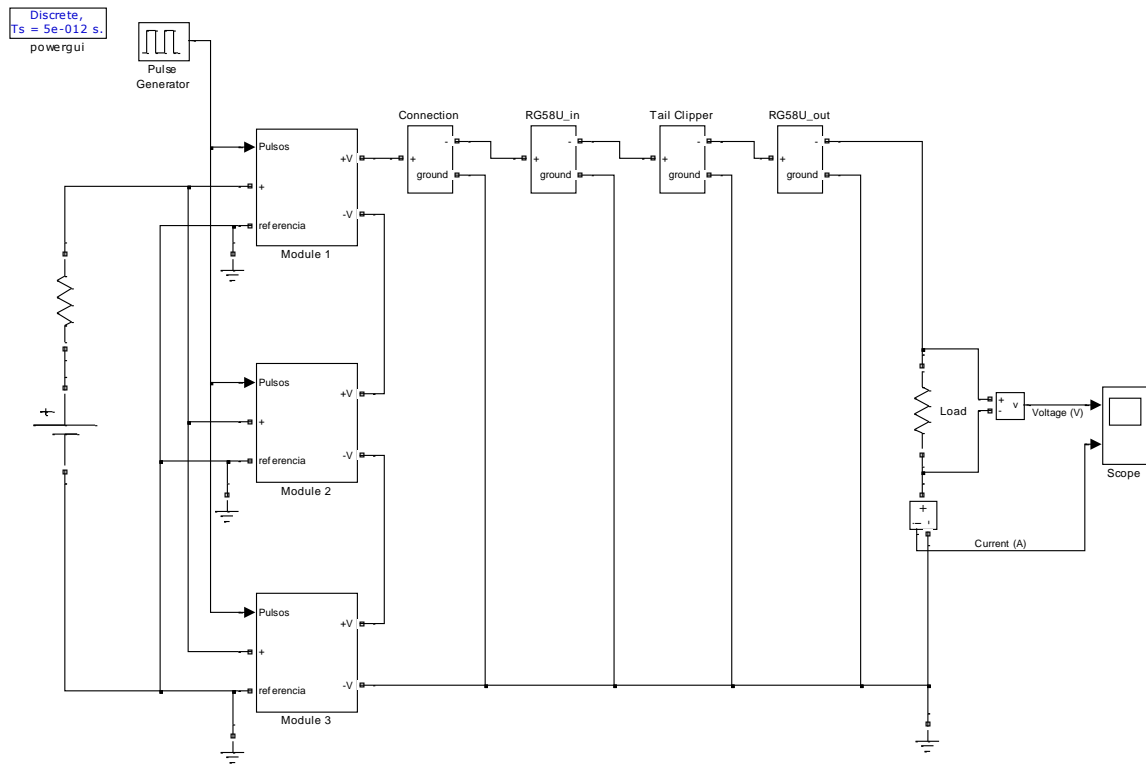 Discrete,
Ts = 5e-012 s.
powergui
Pulse
Generator
Connection
RG58U_in
Tail Clipper
RG58U_out
+
-
ground
+
-
ground
+
-
ground
+
-
ground
Pulsos
+
referencia
+V
-V
Module 1
Pulsos
+
referencia
+V
-V
Module 2
Pulsos
+
referencia
+V
-V
Module 3
+
Load
+
-
v
Voltage (V)
Scope
+
-
i
Current (A)